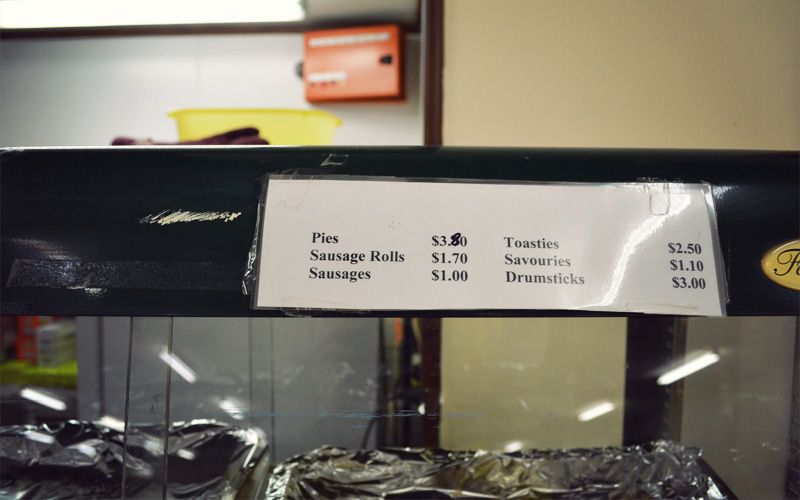 Pies $3.80
Sausage Rolls $1.70
Sausages $1.00
Toasties $2.50
Savouries $1.10
Drumsticks $3.00